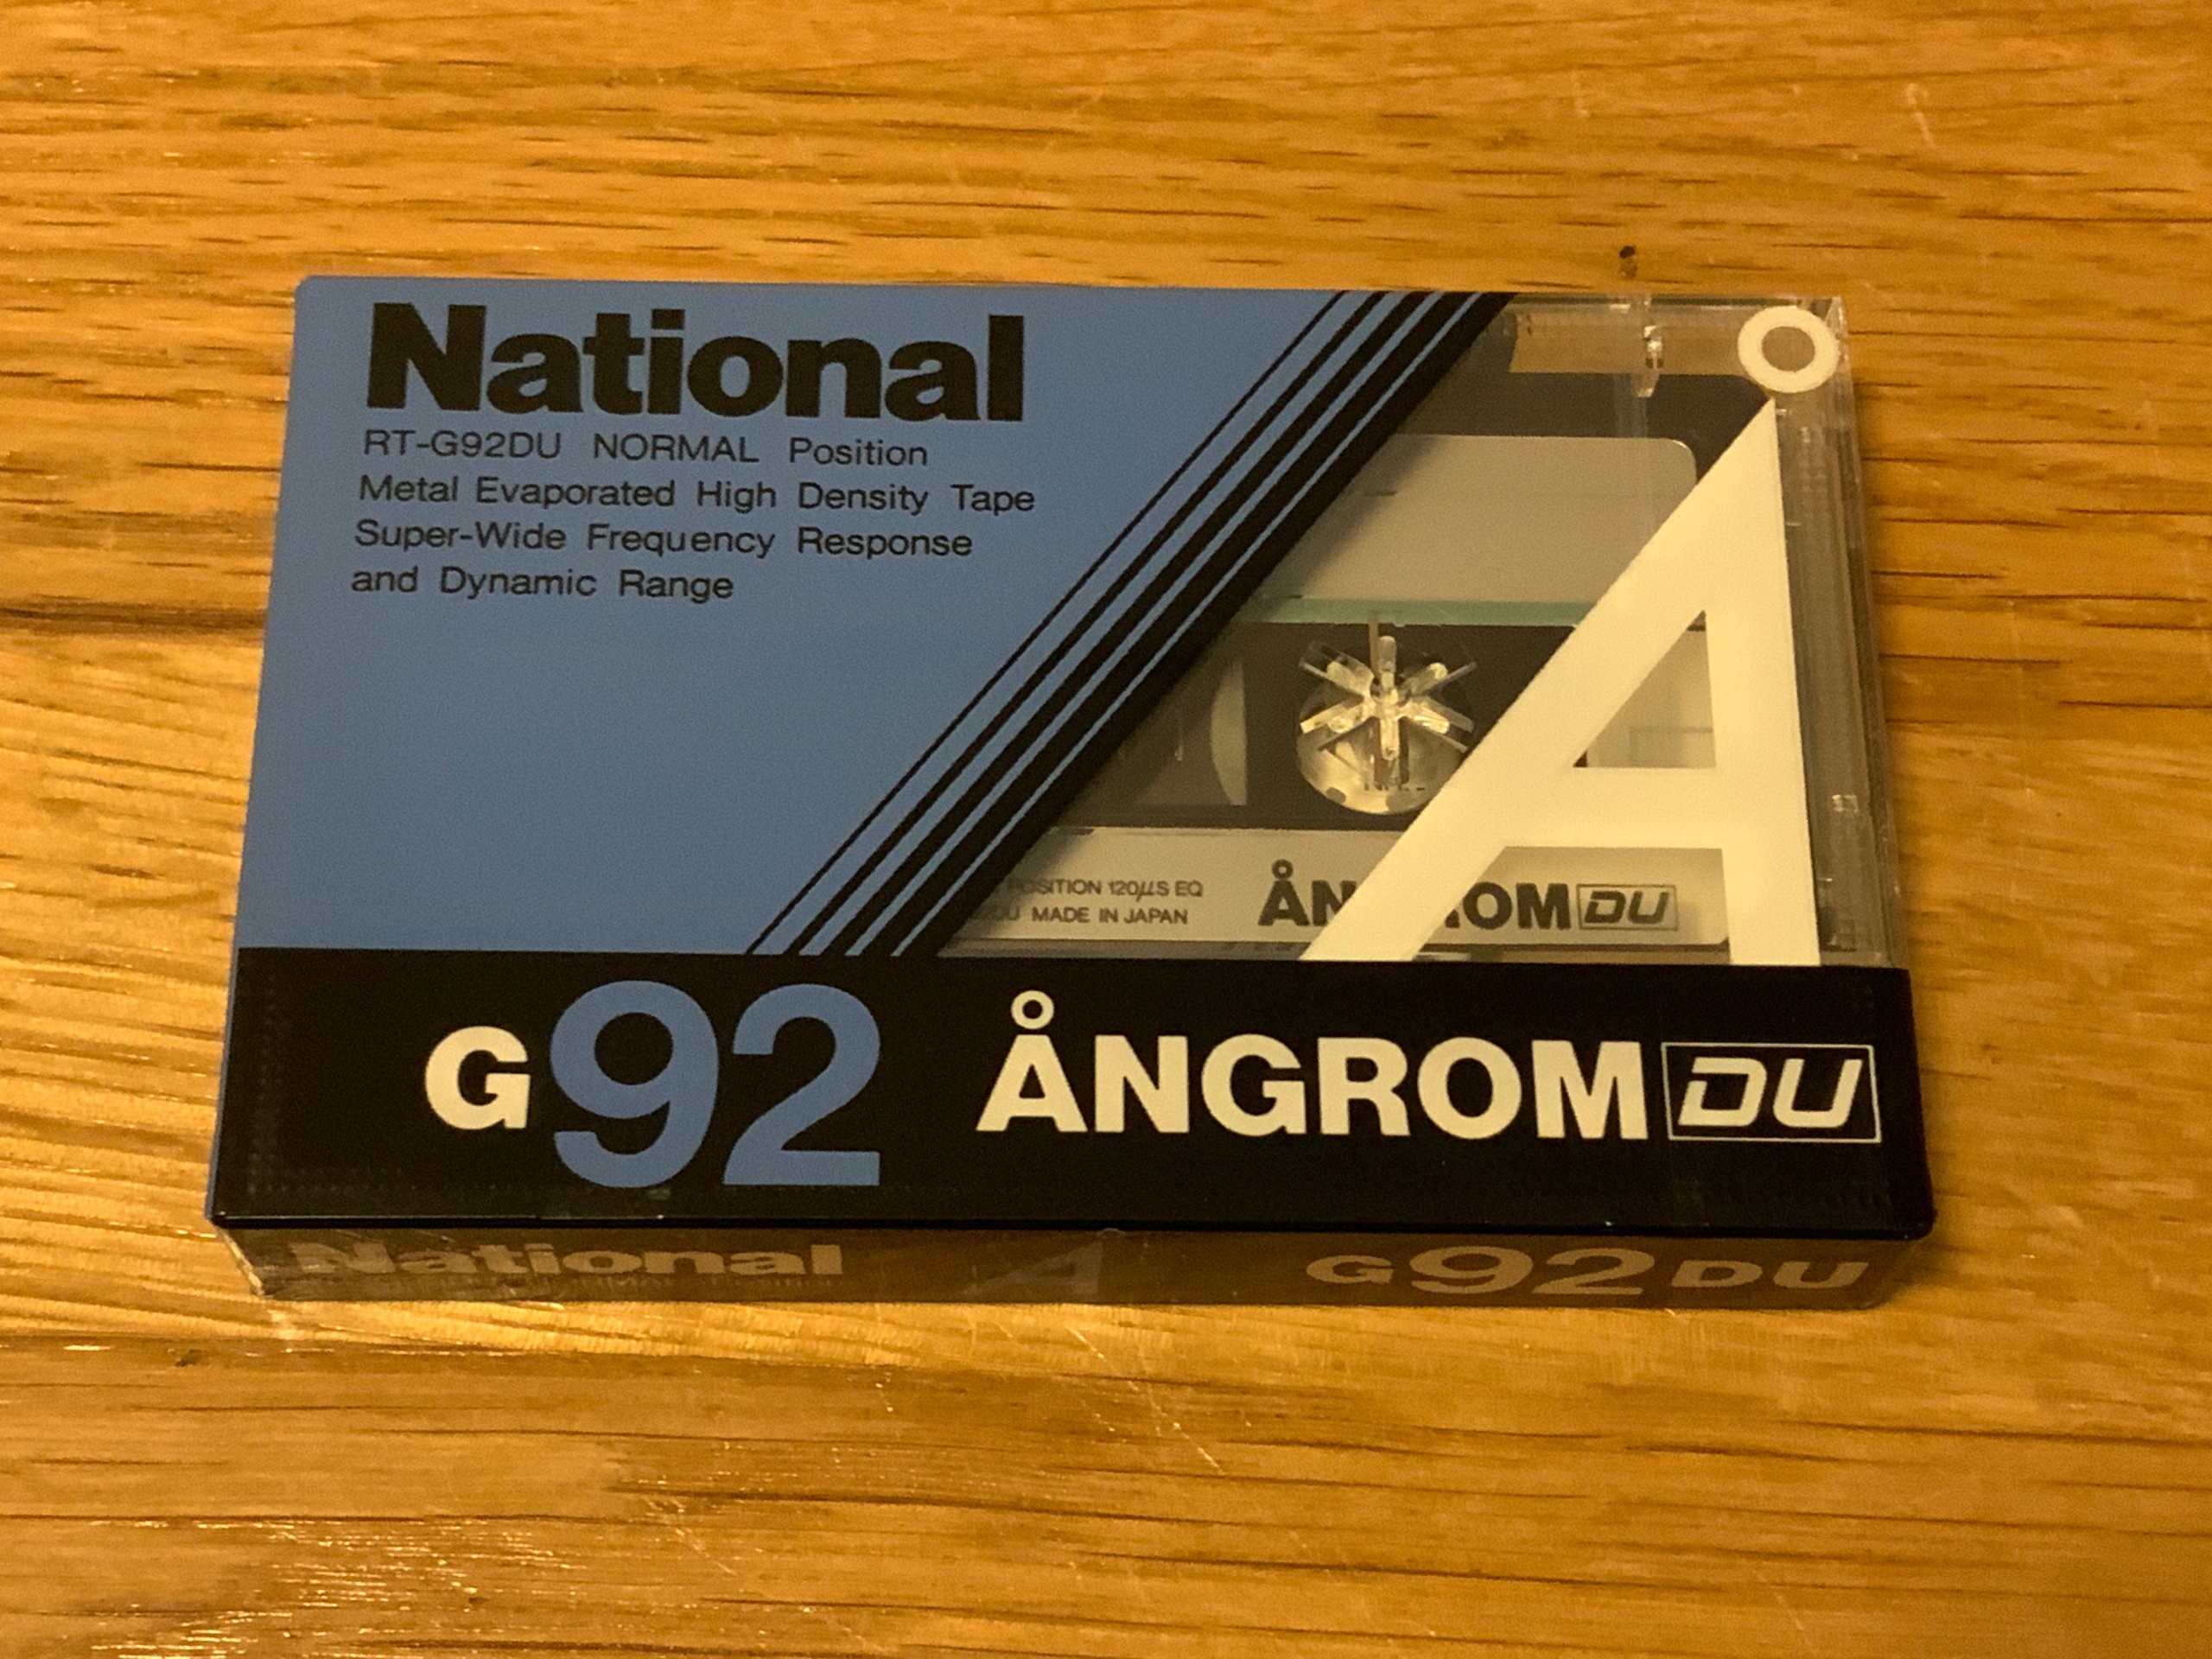 National
RT-G92DU NORMAL Position
Metal Evaporated High Density Tape
Super-Wide Frequency Response
and Dynamic Range
Å
POSITION 120μS EQ
MADE IN JAPAN
ÅNGROM DU
G92 ÅNGROM DU
National A G92DU